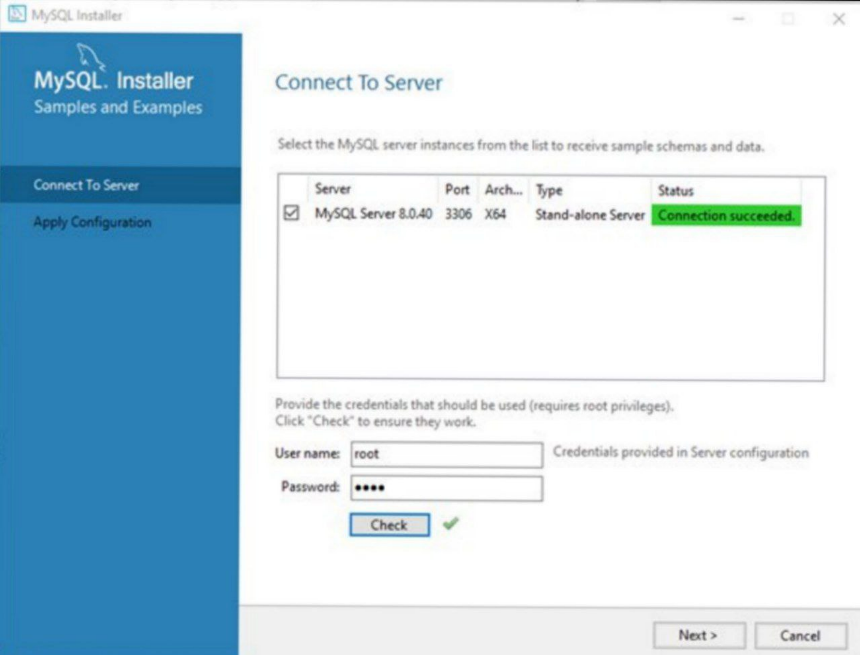 MySQL Installer
MySQL. Installer
Samples and Examples
Connect To Server
Apply Configuration
Connect To Server
Select the MySQL server instances from the list to receive sample schemas and data.
Server Port Arch... Type Status
MySQL Server 8.0.40 3306 X64 Stand-alone Server Connection succeeded.
Provide the credentials that should be used (requires root privileges).
Click "Check" to ensure they work.
User name: root Credentials provided in Server configuration
Password: ••••
Check
Next > Cancel